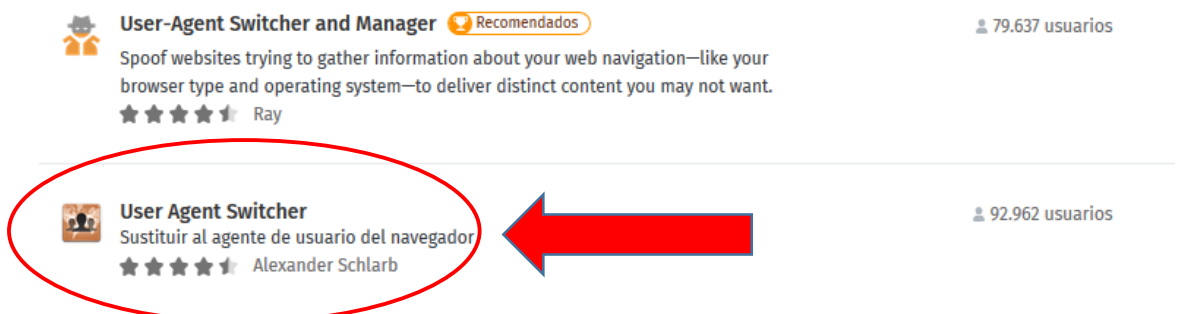 User-Agent Switcher and Manager Recomendados 79.637 usuarios
Spoof websites trying to gather information about your web navigation—like your
browser type and operating system—to deliver distinct content you may not want.
Ray
User Agent Switcher 92.962 usuarios
Sustituir al agente de usuario del navegador
Alexander Schlarb